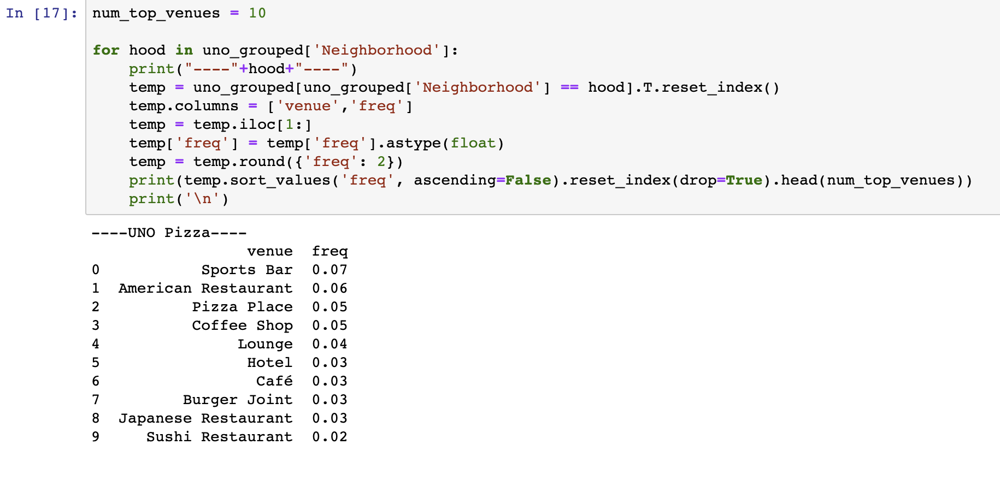 In [17]: num_top_venues = 10

for hood in uno_grouped['Neighborhood']:
    print("----"+hood+"----")
    temp = uno_grouped[uno_grouped['Neighborhood'] == hood].T.reset_index()
    temp.columns = ['venue','freq']
    temp = temp.iloc[1:]
    temp['freq'] = temp['freq'].astype(float)
    temp = temp.round({'freq': 2})
    print(temp.sort_values('freq', ascending=False).reset_index(drop=True).head(num_top_venues))
    print('\n')

----UNO Pizza----
                 venue  freq
0           Sports Bar  0.07
1  American Restaurant  0.06
2          Pizza Place  0.05
3          Coffee Shop  0.05
4               Lounge  0.04
5                Hotel  0.03
6                 Café  0.03
7         Burger Joint  0.03
8  Japanese Restaurant  0.03
9     Sushi Restaurant  0.02